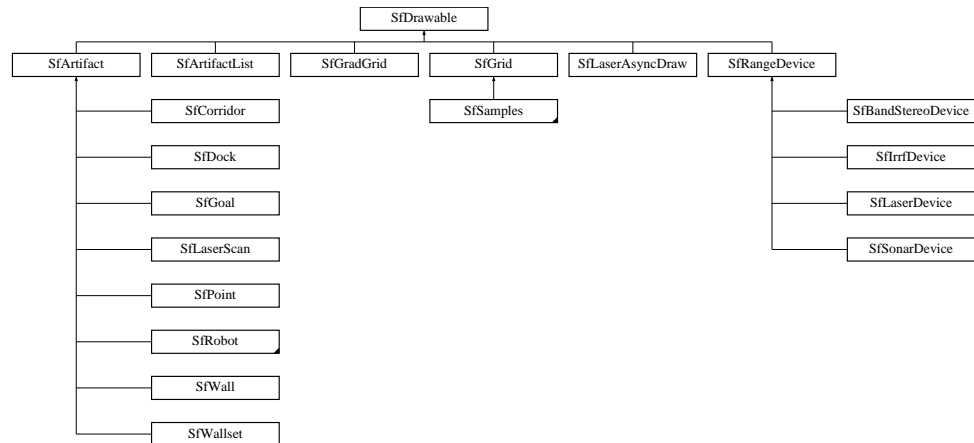 SfDrawable
SfArtifact
SfArtifactList
SfGradGrid
SfGrid
SfLaserAsyncDraw
SfRangeDevice
SfCorridor
SfSamples
SfBandStereoDevice
SfDock
SfIrrfDevice
SfGoal
SfLaserDevice
SfLaserScan
SfSonarDevice
SfPoint
SfRobot
SfWall
SfWallset